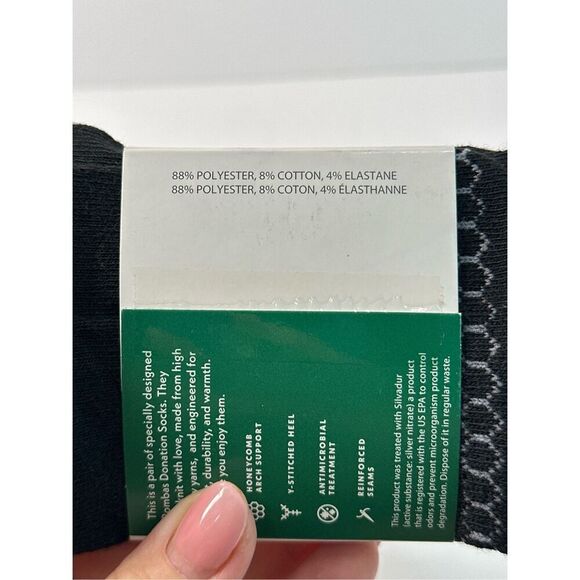 88% POLYESTER, 8% COTTON, 4% ELASTANE
88% POLYESTER, 8% COTON, 4% ÉLASTHANNE
This is a pair of specially designed
Donation Socks. They
with love, made from high
yarns, and engineered for
durability, and warmth.
you enjoy them.
HONEYCOMB
ARCH SUPPORT
Y-STITCHED HEEL
ANTIMICROBIAL
TREATMENT
REINFORCED
SEAMS
This product was treated with Silvadur
(active substance: silver nitrate) a product
that is registered with the US EPA to control
odors and prevent microorganism product
degradation. Dispose of it in regular waste.